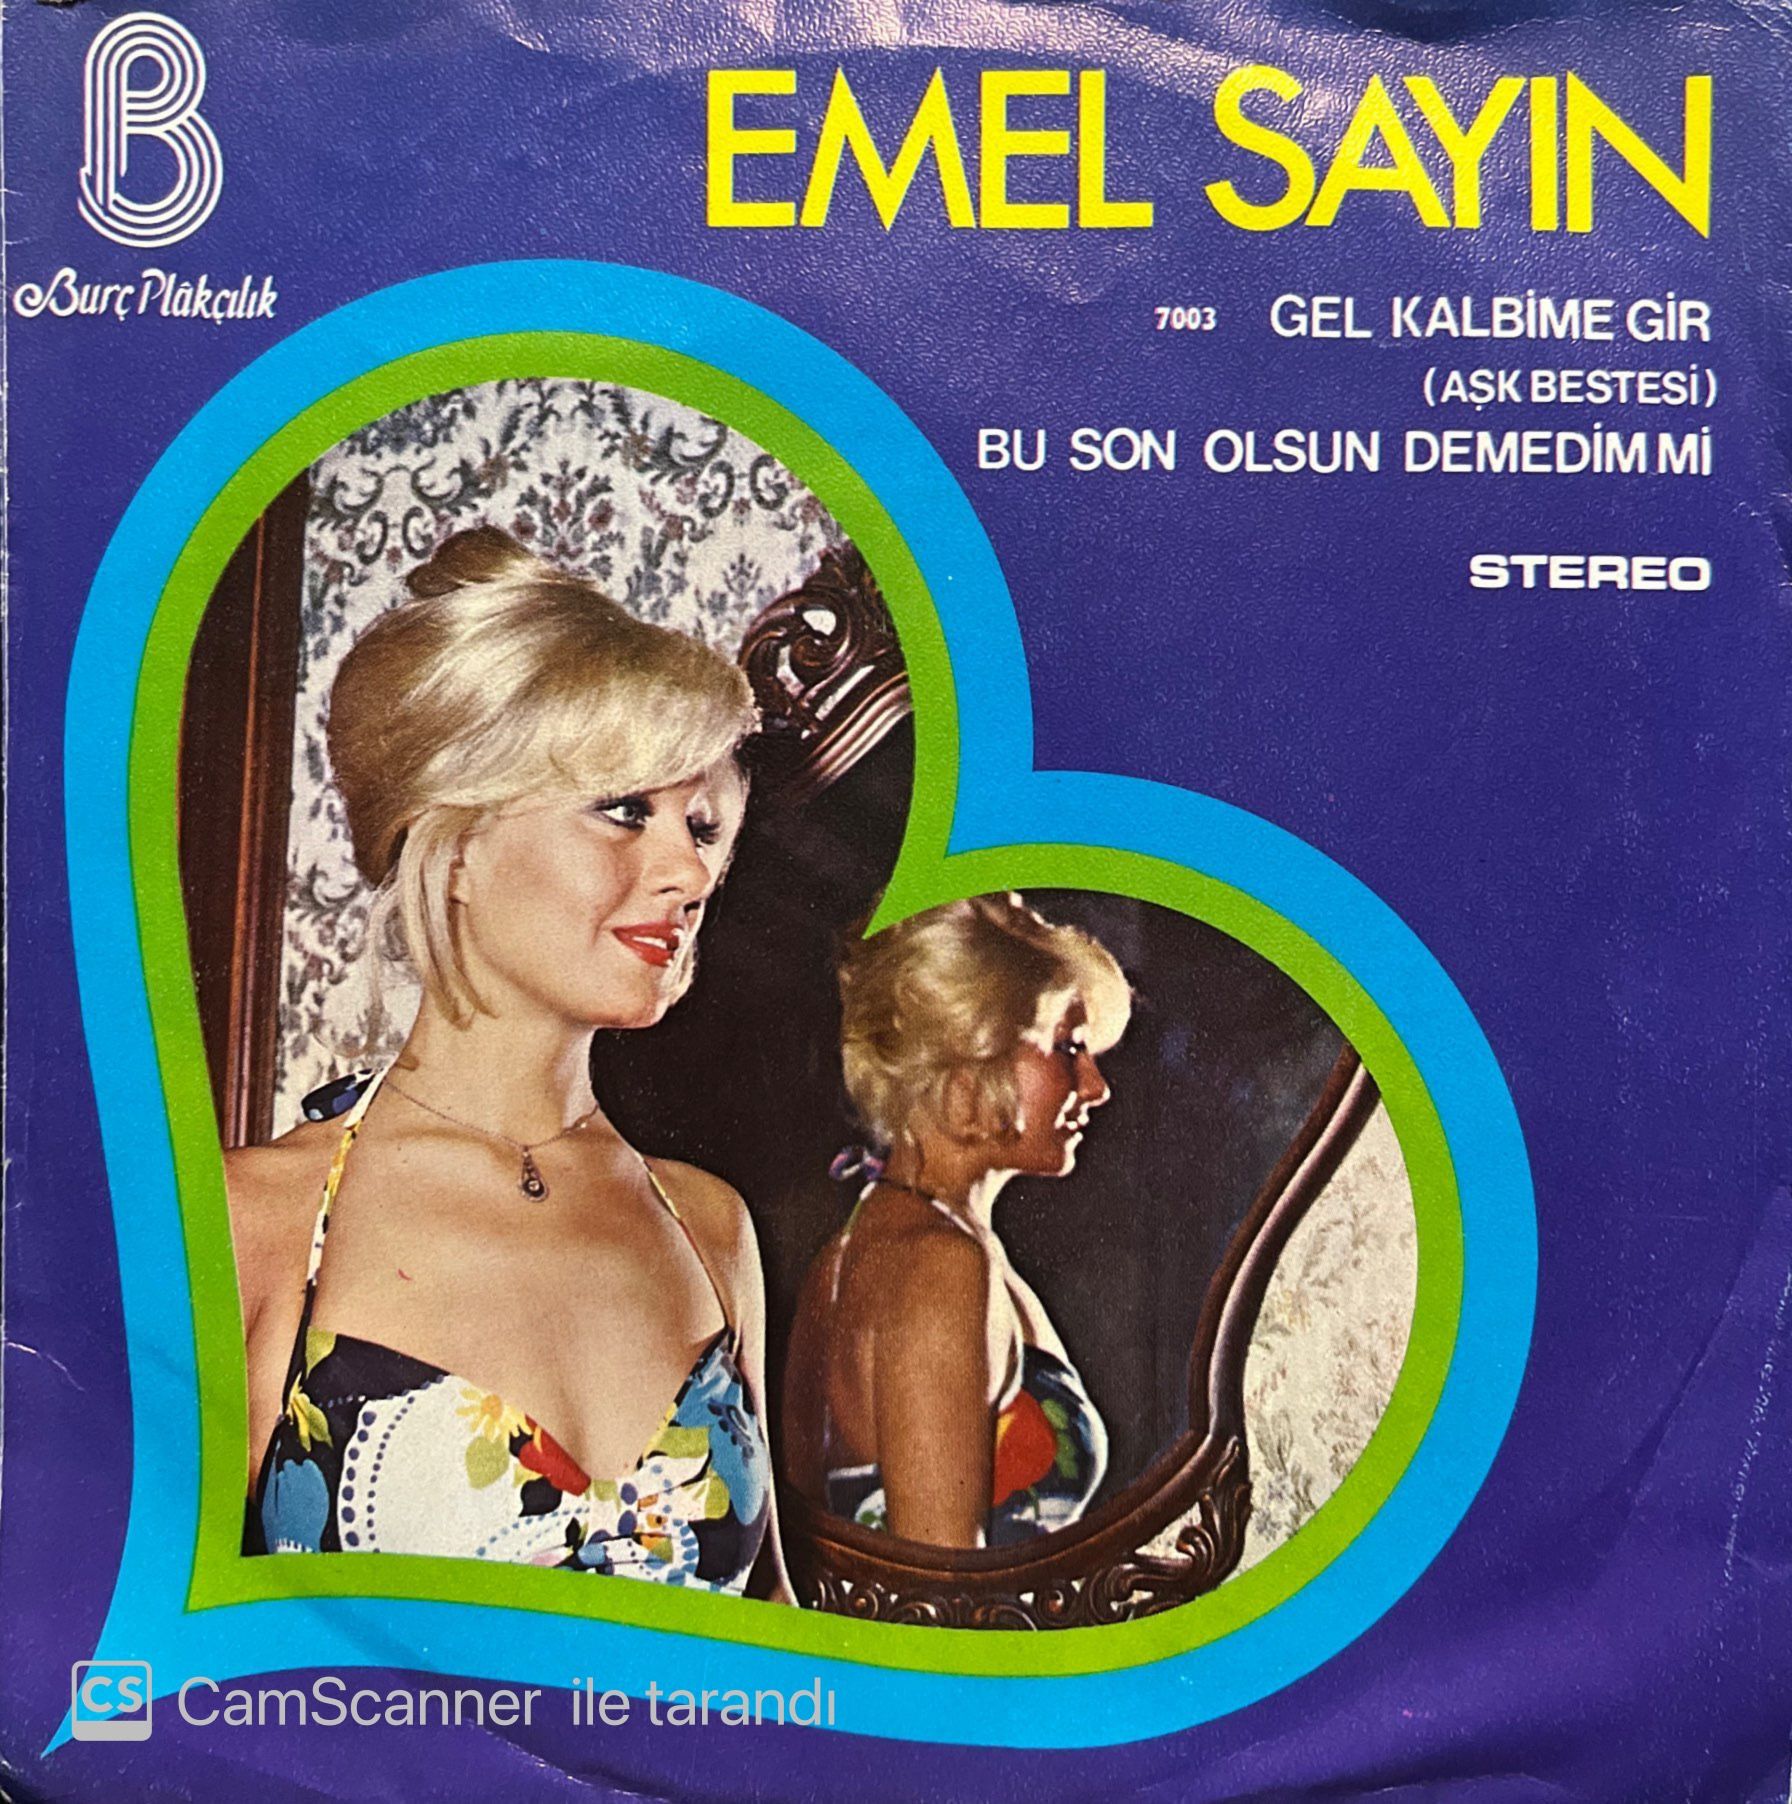 B
Burç Plâkçılık
EMEL SAYIN
7003 GEL KALBİME GİR
(AŞK BESTESİ)
BU SON OLSUN DEMEDİM Mİ
STEREO
CS CamScanner ile tarandı